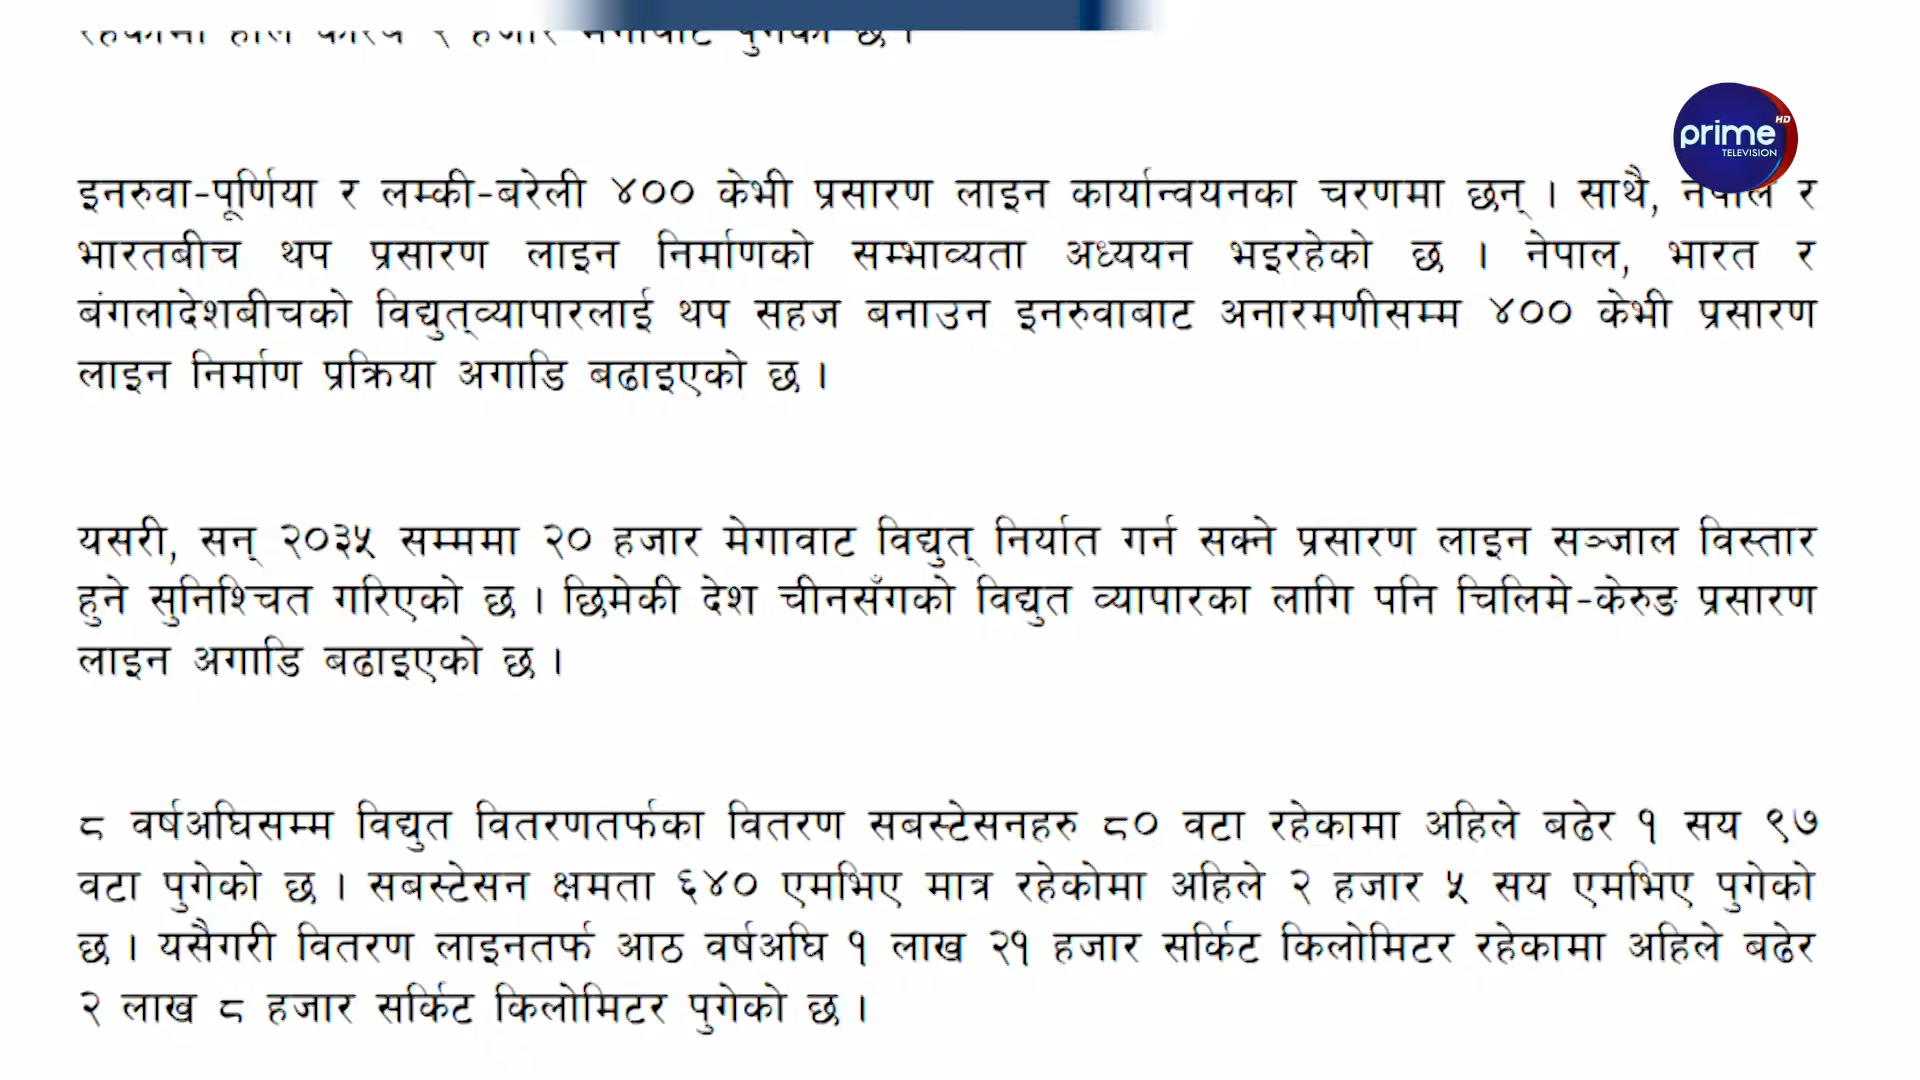 रहेकोमा हाल करिब २ हजार मेगावाट पुगेको छ ।
prime HD
TELEVISION
इनरुवा-पूर्णिया र लम्की-बरेली ४०० केभी प्रसारण लाइन कार्यान्वयनका चरणमा छन् । साथै, नेपाल र
भारतबीच थप प्रसारण लाइन निर्माणको सम्भाव्यता अध्ययन भइरहेको छ । नेपाल, भारत र
बंगलादेशबीचको विद्युत्व्यापारलाई थप सहज बनाउन इनरुवाबाट अनारमणीसम्म ४०० केभी प्रसारण
लाइन निर्माण प्रक्रिया अगाडि बढाइएको छ ।
यसरी, सन् २०३५ सम्ममा २० हजार मेगावाट विद्युत् निर्यात गर्न सक्ने प्रसारण लाइन सञ्जाल विस्तार
हुने सुनिश्चित गरिएको छ । छिमेकी देश चीनसँगको विद्युत व्यापारका लागि पनि चिलिमे-केरुङ प्रसारण
लाइन अगाडि बढाइएको छ ।
८ वर्षअघिसम्म विद्युत वितरणतर्फका वितरण सबस्टेसनहरु ८० वटा रहेकामा अहिले बढेर १ सय ९७
वटा पुगेको छ । सबस्टेसन क्षमता ६४० एमभिए मात्र रहेकोमा अहिले २ हजार ५ सय एमभिए पुगेको
छ । यसैगरी वितरण लाइनतर्फ आठ वर्षअघि १ लाख २१ हजार सर्किट किलोमिटर रहेकामा अहिले बढेर
२ लाख ८ हजार सर्किट किलोमिटर पुगेको छ ।